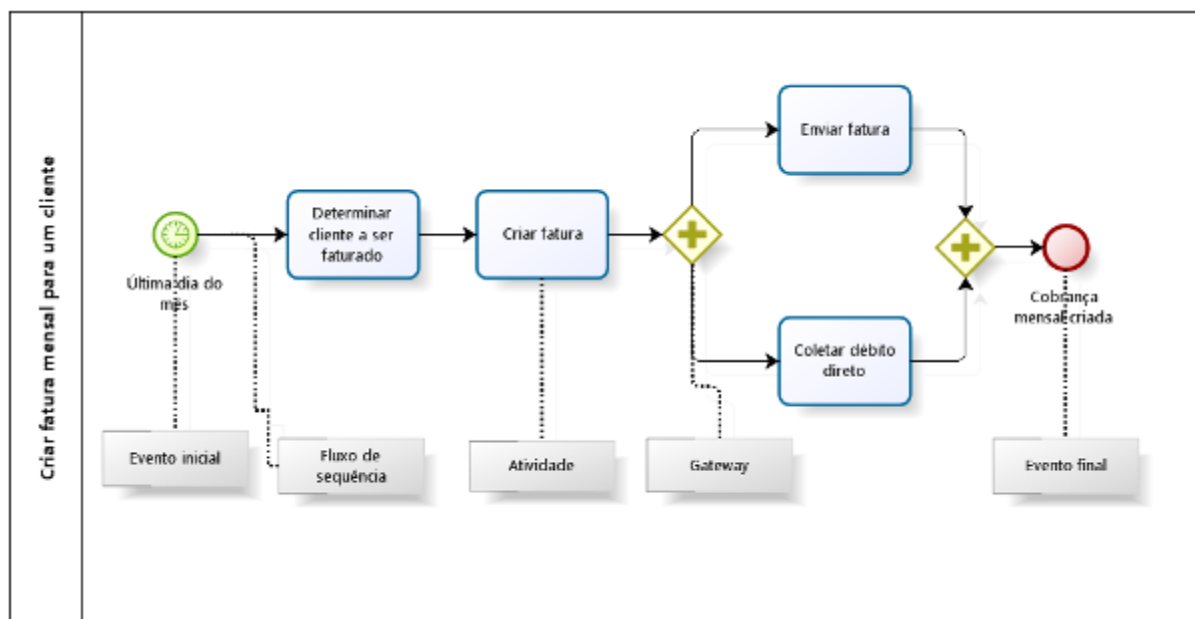 Criar fatura mensal para um cliente
Última dia do
mês
Determinar
cliente a ser
faturado
Criar fatura
Enviar fatura
Coletar débito
direto
Cobrança
mensal criada
Evento inicial
Fluxo de
sequência
Atividade
Gateway
Evento final